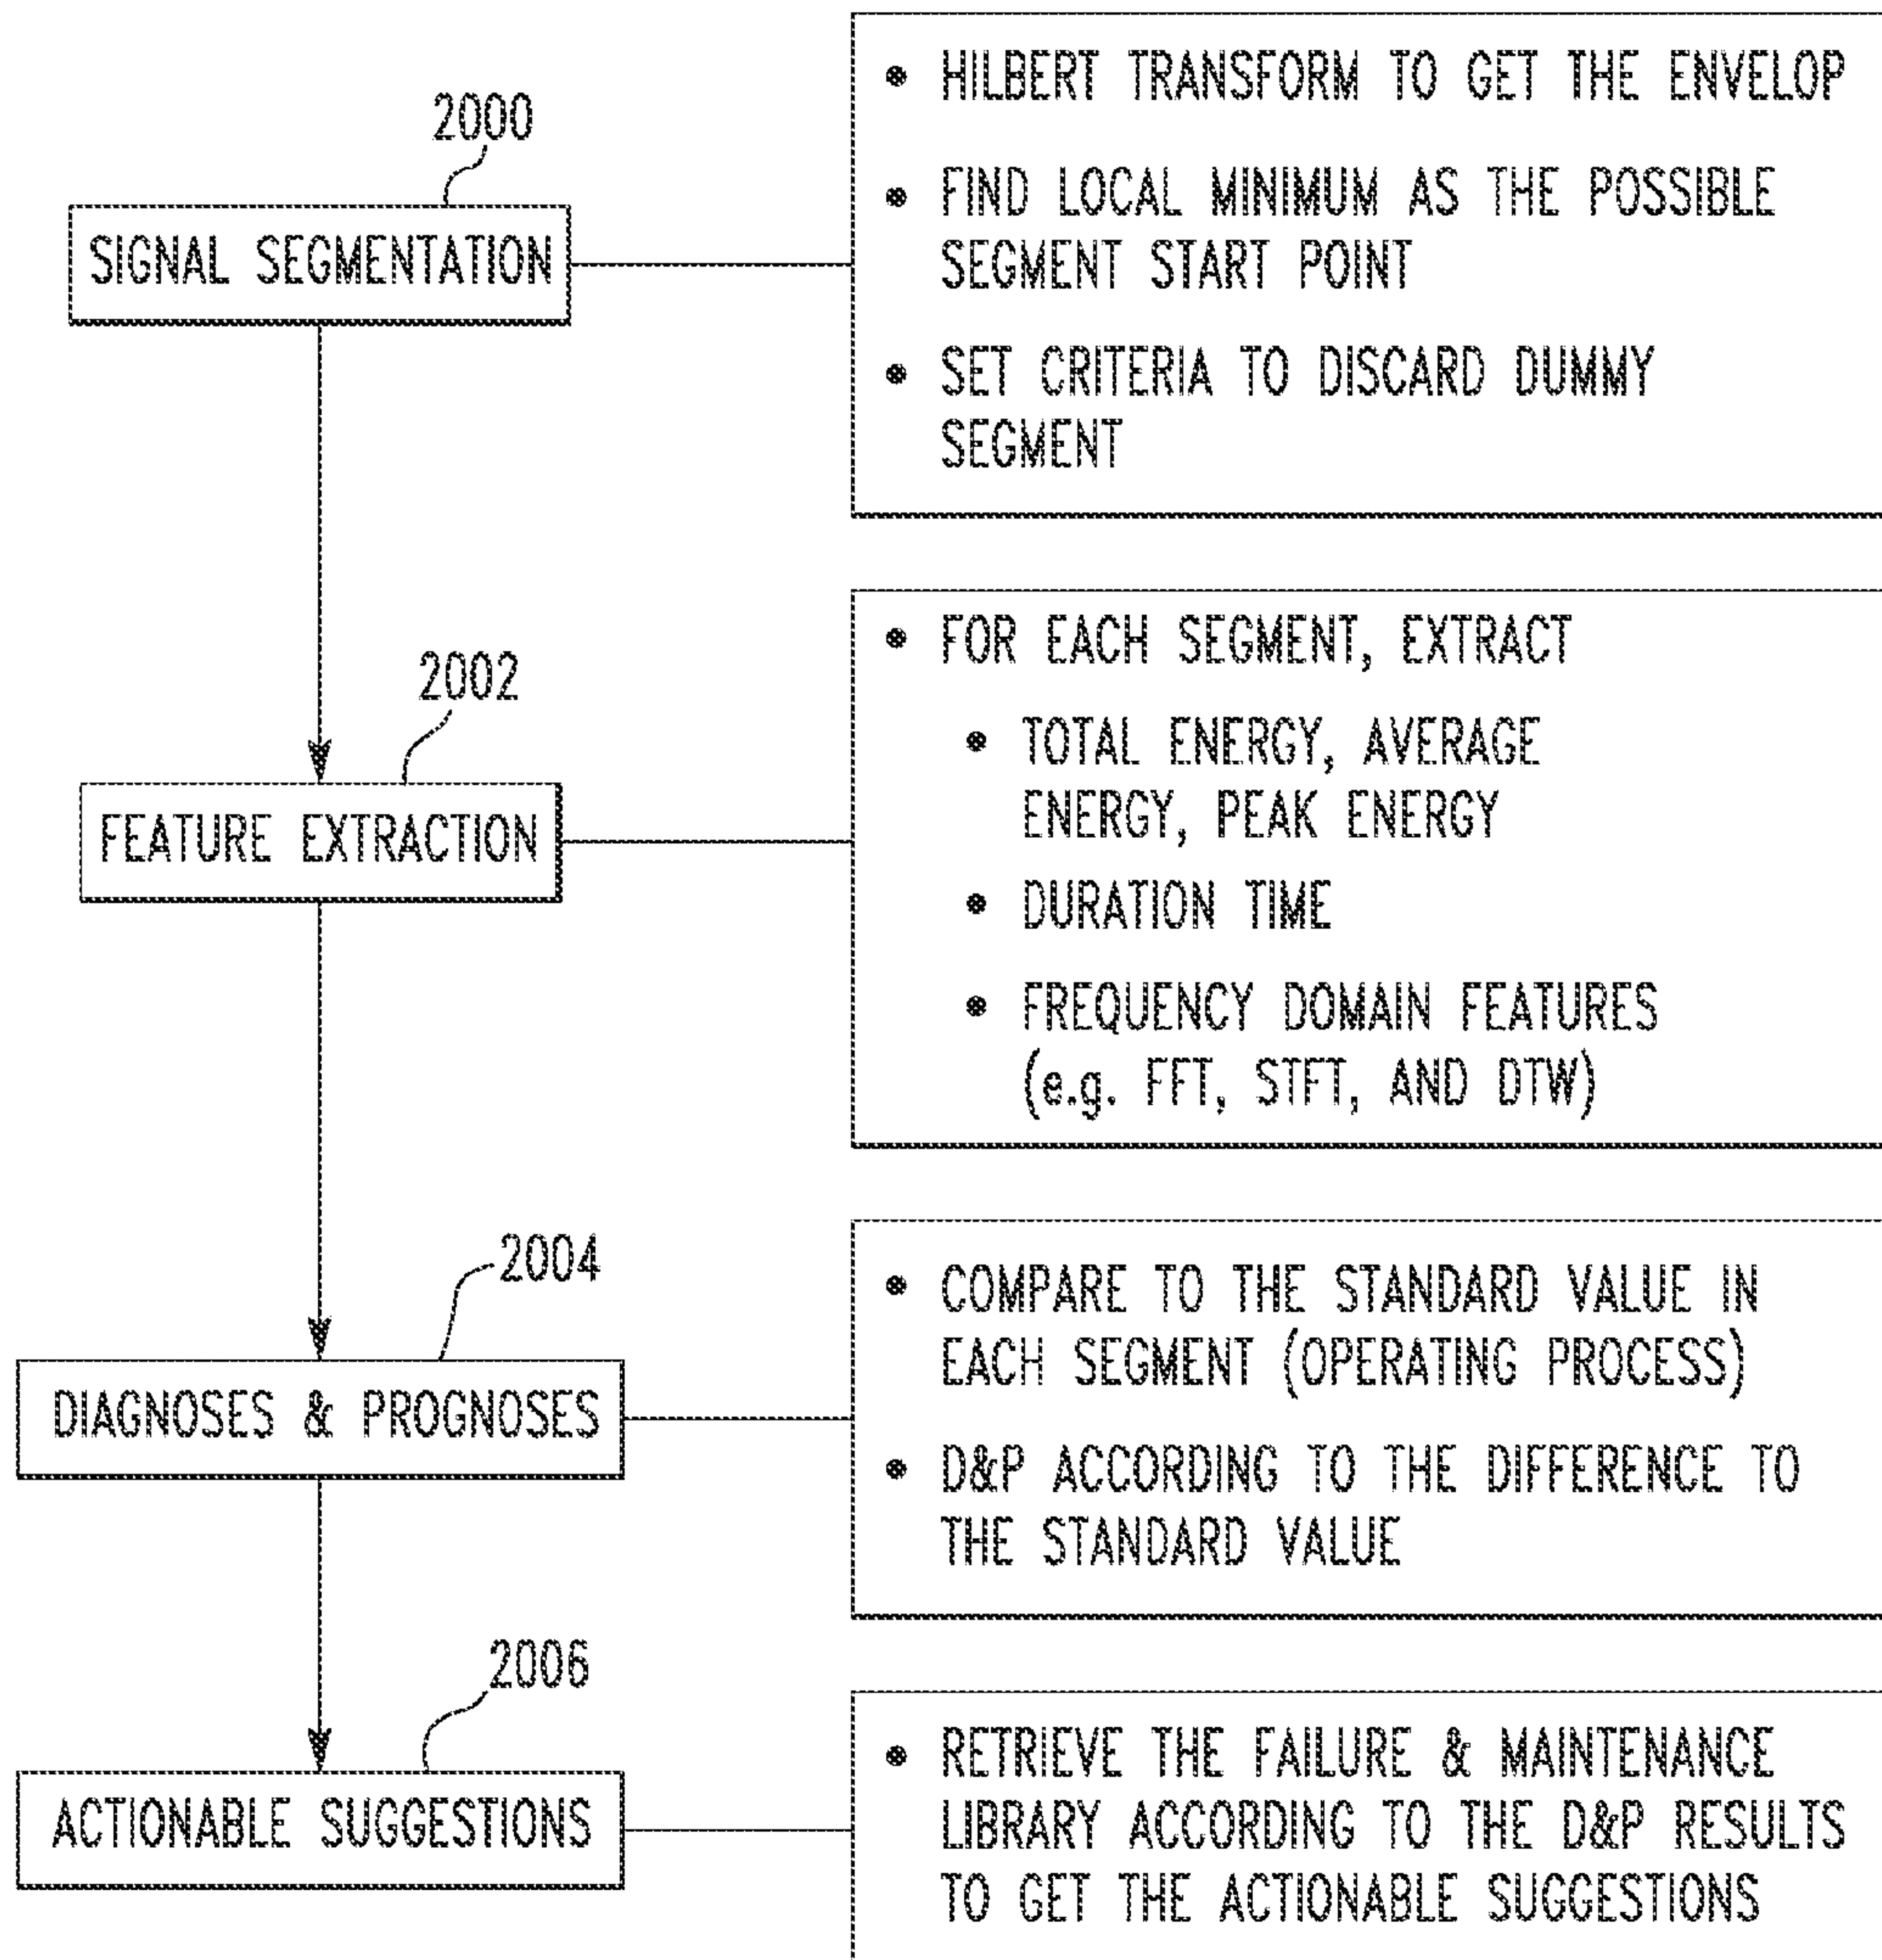 2000
SIGNAL SEGMENTATION
• HILBERT TRANSFORM TO GET THE ENVELOP
• FIND LOCAL MINIMUM AS THE POSSIBLE
SEGMENT START POINT
• SET CRITERIA TO DISCARD DUMMY
SEGMENT
2002
FEATURE EXTRACTION
• FOR EACH SEGMENT, EXTRACT
• TOTAL ENERGY, AVERAGE
ENERGY, PEAK ENERGY
• DURATION TIME
• FREQUENCY DOMAIN FEATURES
(e.g. FFT, STFT, AND DTW)
2004
DIAGNOSES & PROGNOSES
• COMPARE TO THE STANDARD VALUE IN
EACH SEGMENT (OPERATING PROCESS)
• D&P ACCORDING TO THE DIFFERENCE TO
THE STANDARD VALUE
2006
ACTIONABLE SUGGESTIONS
• RETRIEVE THE FAILURE & MAINTENANCE
LIBRARY ACCORDING TO THE D&P RESULTS
TO GET THE ACTIONABLE SUGGESTIONS